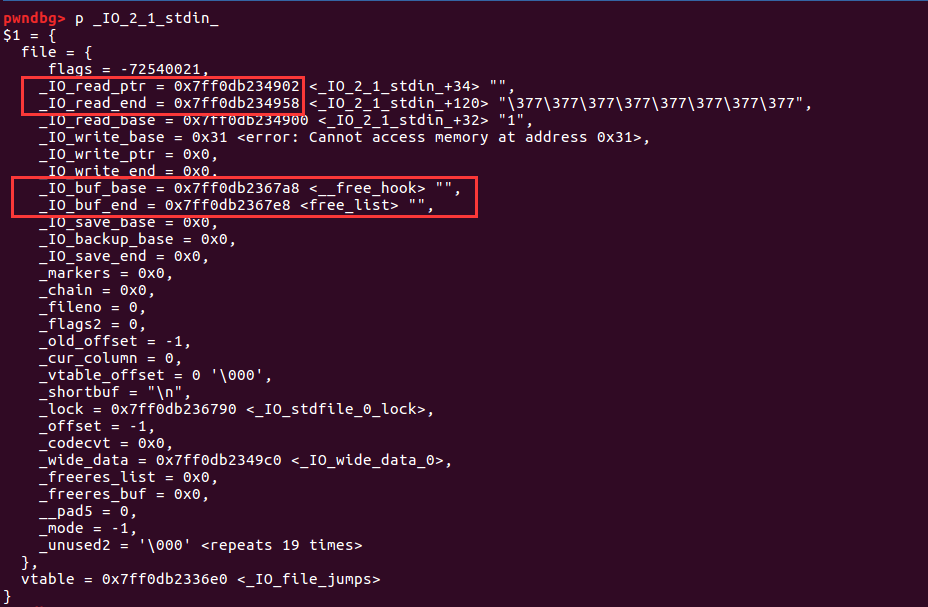 pwndbg> p _IO_2_1_stdin_
$1 = {
  file = {
    _flags = -72540021,
    _IO_read_ptr = 0x7ff0db234902 <_IO_2_1_stdin_+34> "",
    _IO_read_end = 0x7ff0db234958 <_IO_2_1_stdin_+120> "\377\377\377\377\377\377\377\377",
    _IO_read_base = 0x7ff0db234900 <_IO_2_1_stdin_+32> "1",
    _IO_write_base = 0x31 <error: Cannot access memory at address 0x31>,
    _IO_write_ptr = 0x0,
    _IO_write_end = 0x0,
    _IO_buf_base = 0x7ff0db2367a8 <__free_hook> "",
    _IO_buf_end = 0x7ff0db2367e8 <free_list> "",
    _IO_save_base = 0x0,
    _IO_backup_base = 0x0,
    _IO_save_end = 0x0,
    _markers = 0x0,
    _chain = 0x0,
    _fileno = 0,
    _flags2 = 0,
    _old_offset = -1,
    _cur_column = 0,
    _vtable_offset = 0 '\000',
    _shortbuf = "\n",
    _lock = 0x7ff0db236790 <_IO_stdfile_0_lock>,
    _offset = -1,
    _codecvt = 0x0,
    _wide_data = 0x7ff0db2349c0 <_IO_wide_data_0>,
    _freeres_list = 0x0,
    _freeres_buf = 0x0,
    __pad5 = 0,
    _mode = -1,
    _unused2 = '\000' <repeats 19 times>
  },
  vtable = 0x7ff0db2336e0 <_IO_file_jumps>
}